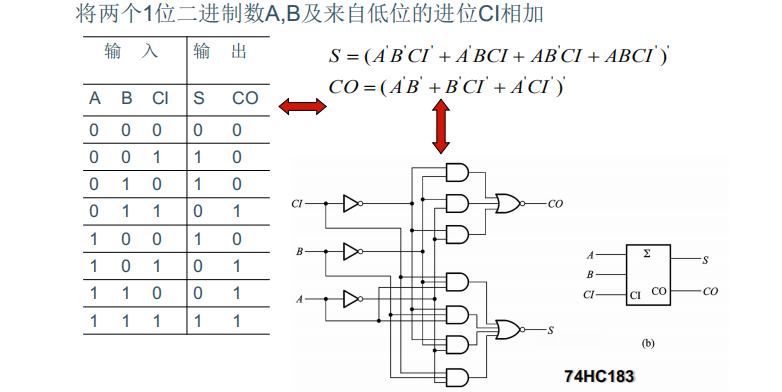 将两个1位二进制数A,B及来自低位的进位CI相加
输 入 输 出
A B CI S CO
0 0 0 0 0
0 0 1 1 0
0 1 0 1 0
0 1 1 0 1
1 0 0 1 0
1 0 1 0 1
1 1 0 0 1
1 1 1 1 1
S = (A'B'CI' + A'BCI + AB'CI + ABCI')'
CO = (A'B' + B'CI' + A'CI')'
CI
B
A
CO
S
A
B
CI
Σ
CI CO
S
CO
(b)
74HC183